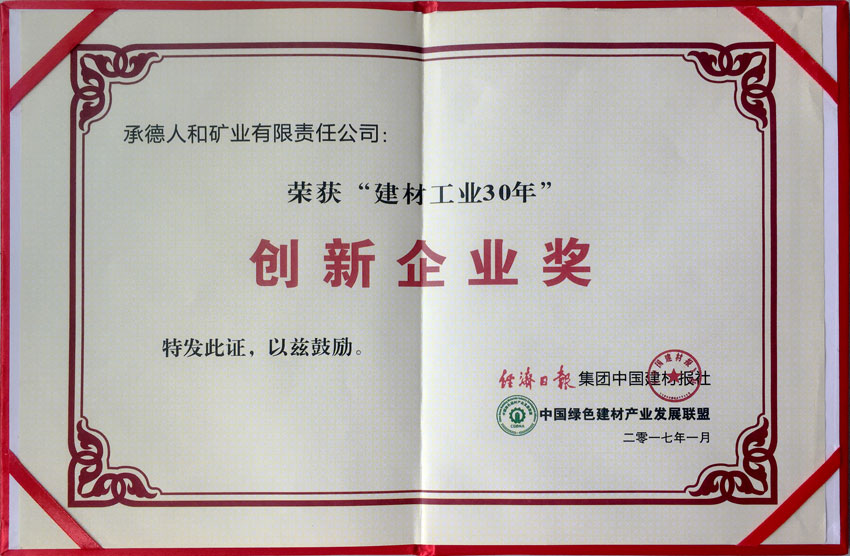 承德人和矿业有限责任公司：
荣获“建材工业30年”
创新企业奖
特发此证，以兹鼓励。
经济日报集团中国建材报社
中国绿色建材产业发展联盟
二零一七年一月